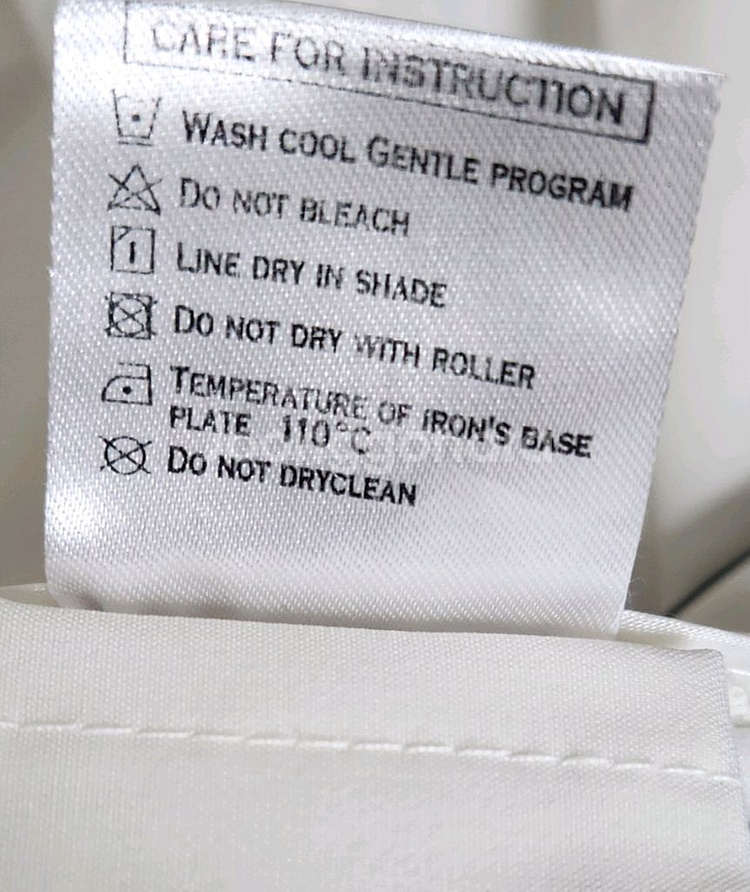 CARE FOR INSTRUCTION
WASH COOL GENTLE PROGRAM
DO NOT BLEACH
LINE DRY IN SHADE
DO NOT DRY WITH ROLLER
TEMPERATURE OF IRON'S BASE
PLATE 110°C
DO NOT DRYCLEAN